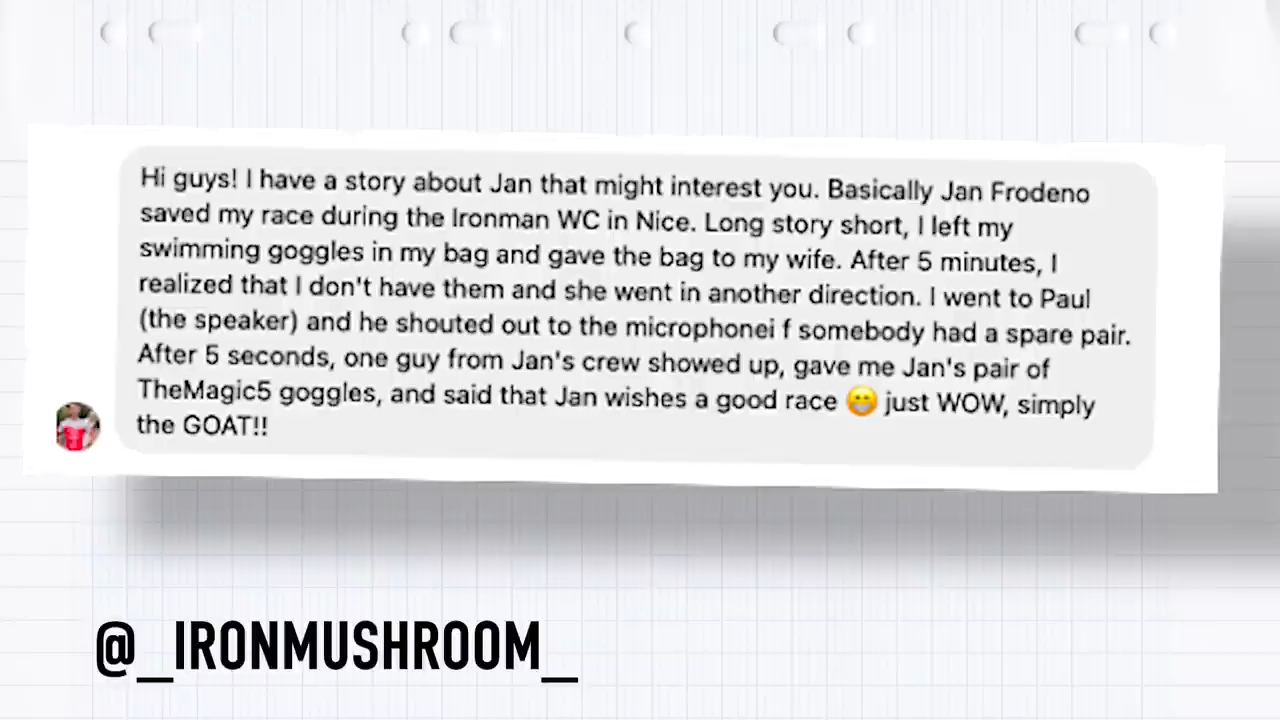 Hi guys! I have a story about Jan that might interest you. Basically Jan Frodeno
saved my race during the Ironman WC in Nice. Long story short, I left my
swimming goggles in my bag and gave the bag to my wife. After 5 minutes, I
realized that I don't have them and she went in another direction. I went to Paul
(the speaker) and he shouted out to the microphonei f somebody had a spare pair.
After 5 seconds, one guy from Jan's crew showed up, gave me Jan's pair of
TheMagic5 goggles, and said that Jan wishes a good race 😁 just WOW, simply
the GOAT!!
@_IRONMUSHROOM_